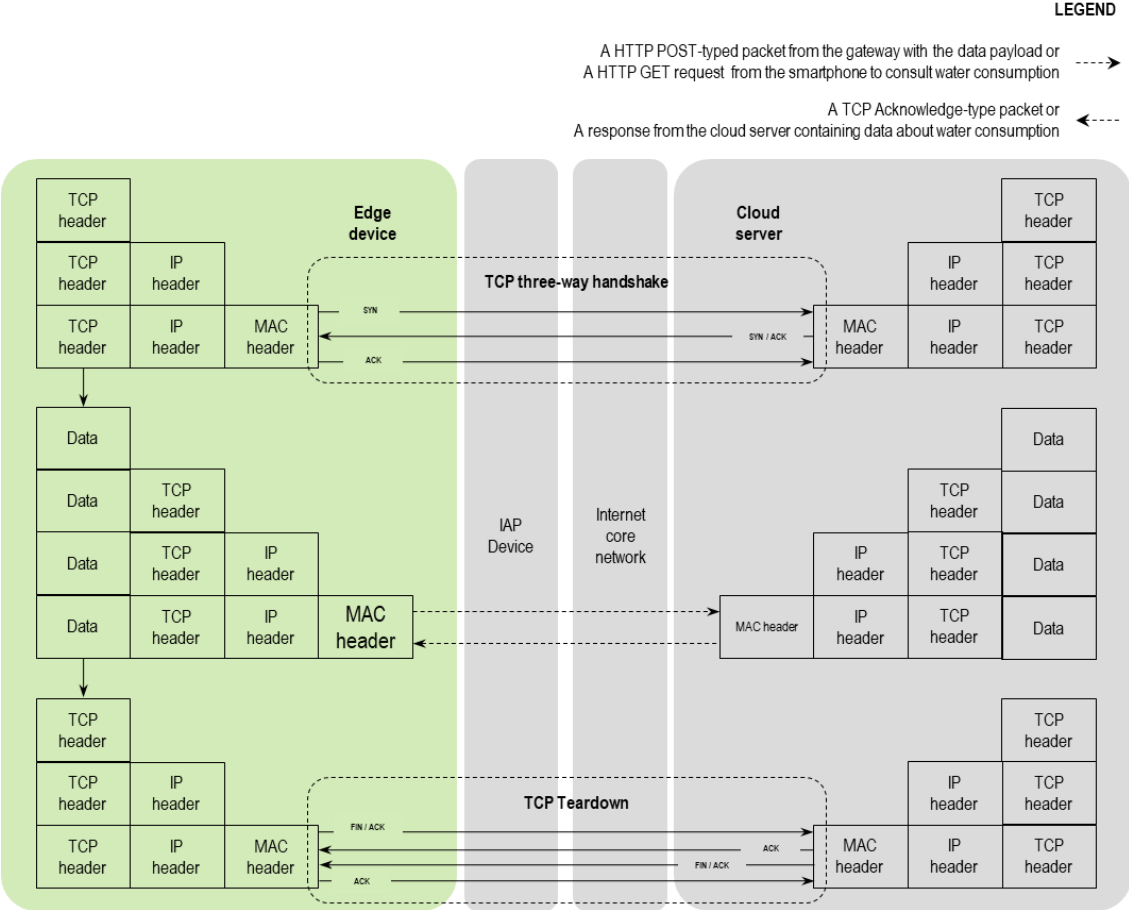 LEGEND
A HTTP POST-typed packet from the gateway with the data payload or
A HTTP GET request from the smartphone to consult water consumption
A TCP Acknowledge-type packet or
A response from the cloud server containing data about water consumption
TCP
header
Edge
device
Cloud
server
TCP
header
TCP
header
IP
header
TCP three-way handshake
IP
header
TCP
header
TCP
header
IP
header
MAC
header
SYN
SYN / ACK
ACK
MAC
header
IP
header
TCP
header
Data
Data
Data
TCP
header
IAP
Device
Internet
core
network
TCP
header
Data
Data
TCP
header
IP
header
IP
header
TCP
header
Data
Data
TCP
header
IP
header
MAC
header
MAC header
IP
header
TCP
header
Data
TCP
header
TCP
header
TCP
header
IP
header
TCP Teardown
IP
header
TCP
header
TCP
header
IP
header
MAC
header
FIN / ACK
ACK
FIN / ACK
ACK
MAC
header
IP
header
TCP
header